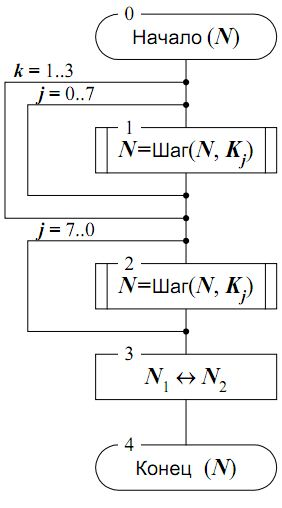 0
Начало (N)
k = 1..3
j = 0..7
1
N=Шаг(N, Kj)
j = 7..0
2
N=Шаг(N, Kj)
3
N1 ↔ N2
4
Конец (N)